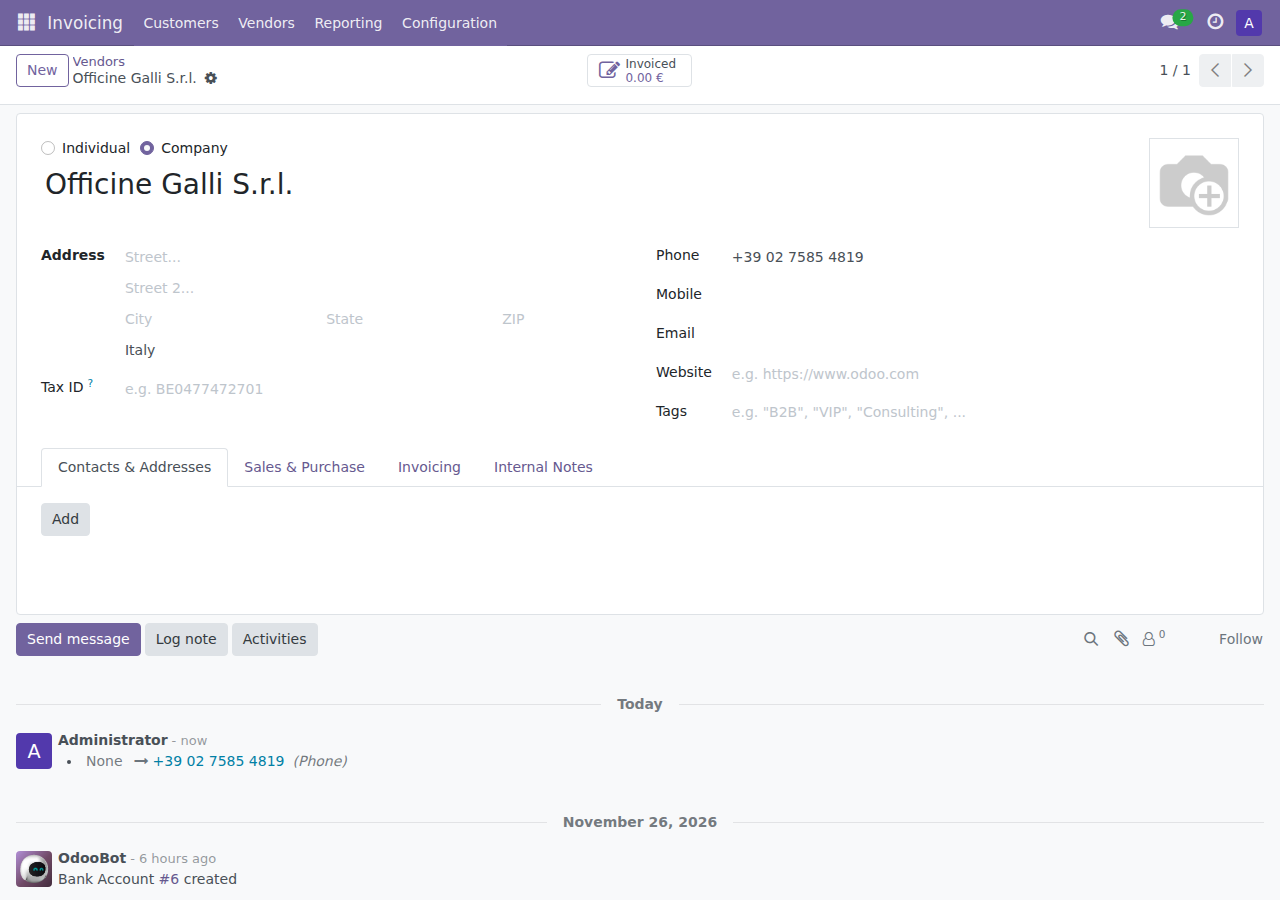 Invoicing Customers Vendors Reporting Configuration 2 A
New Vendors
Officine Galli S.r.l.
Invoiced
0.00 €
1 / 1
Individual Company
Officine Galli S.r.l.
Address Street...
Street 2...
City State ZIP
Italy
Tax ID ? e.g. BE0477472701
Phone +39 02 7585 4819
Mobile
Email
Website e.g. https://www.odoo.com
Tags e.g. "B2B", "VIP", "Consulting", ...
Contacts & Addresses Sales & Purchase Invoicing Internal Notes
Add
Send message Log note Activities 0 Follow
Today
A Administrator - now
• None → +39 02 7585 4819 (Phone)
November 26, 2026
OdooBot - 6 hours ago
Bank Account #6 created